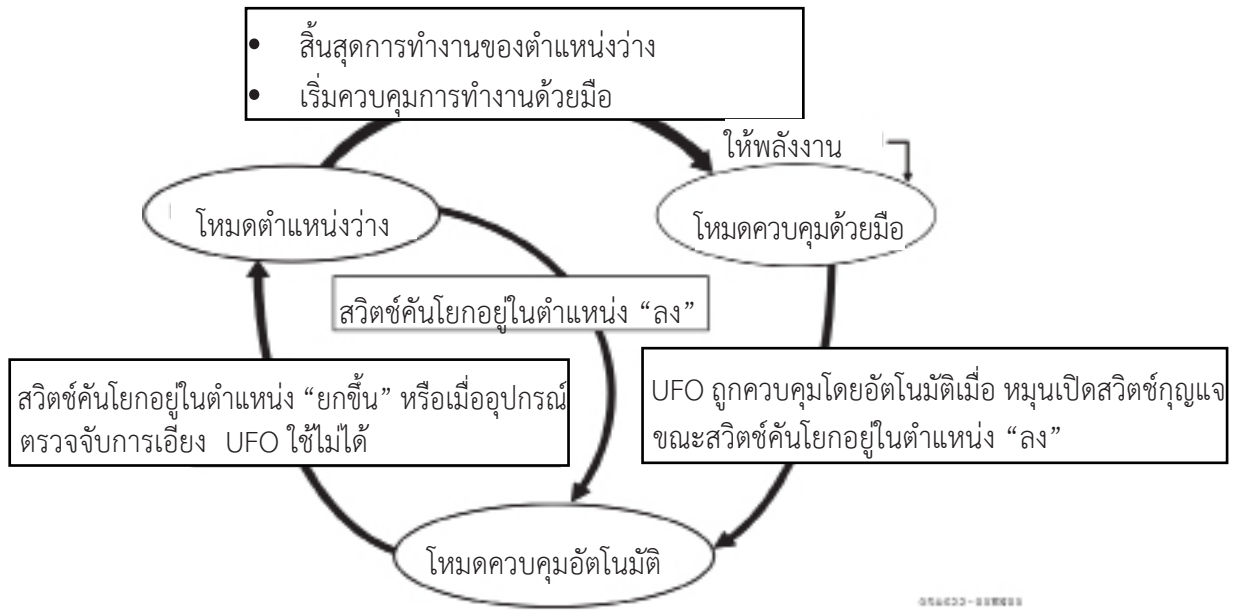 • สิ้นสุดการทำงานของตำแหน่งว่าง
• เริ่มควบคุมการทำงานด้วยมือ
ให้พลังงาน
โหมดตำแหน่งว่าง
โหมดควบคุมด้วยมือ
สวิตช์คันโยกอยู่ในตำแหน่ง “ลง”
สวิตช์คันโยกอยู่ในตำแหน่ง “ยกขึ้น” หรือเมื่ออุปกรณ์
ตรวจจับการเอียง UFO ใช้ไม่ได้
UFO ถูกควบคุมโดยอัตโนมัติเมื่อ หมุนเปิดสวิตช์กุญแจ
ขณะสวิตช์คันโยกอยู่ในตำแหน่ง “ลง”
โหมดควบคุมอัตโนมัติ